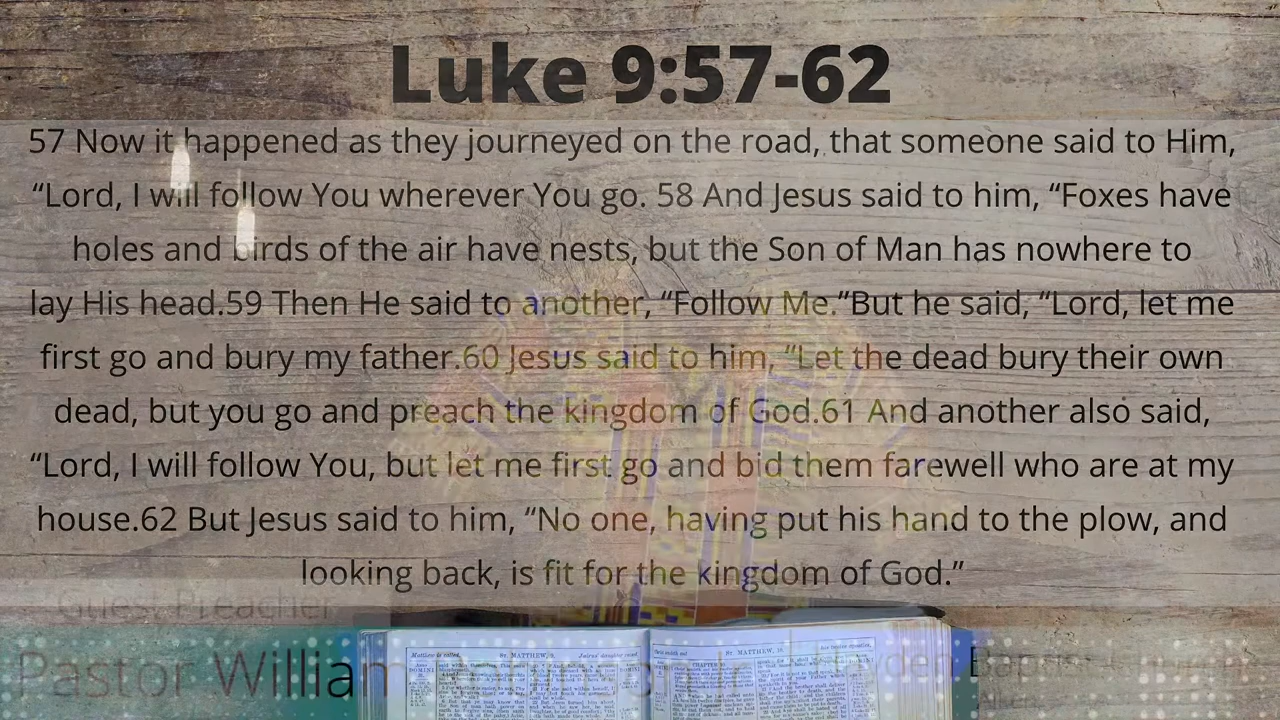 Luke 9:57-62
57 Now it happened as they journeyed on the road, that someone said to Him,
“Lord, I will follow You wherever You go. 58 And Jesus said to him, “Foxes have
holes and birds of the air have nests, but the Son of Man has nowhere to
lay His head.59 Then He said to another, “Follow Me.”But he said, “Lord, let me
first go and bury my father.60 Jesus said to him, “Let the dead bury their own
dead, but you go and preach the kingdom of God.61 And another also said,
“Lord, I will follow You, but let me first go and bid them farewell who are at my
house.62 But Jesus said to him, “No one, having put his hand to the plow, and
looking back, is fit for the kingdom of God.”
Guest Preacher
Pastor William
St. MATTHEW, 9. St. MATTHEW, 10.